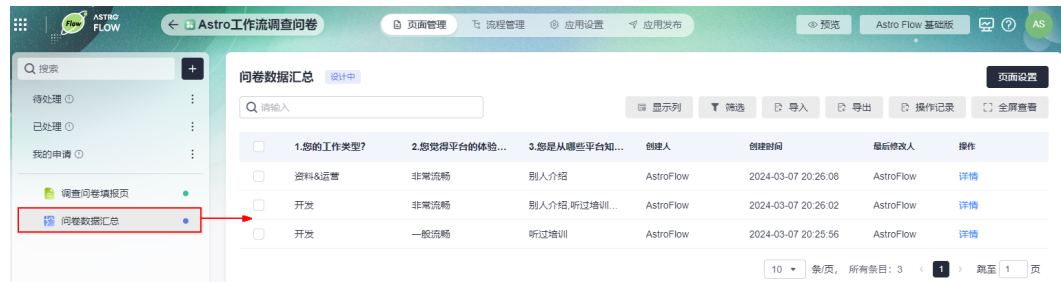 Flow ASTRO FLOW ← Astro工作流调查问卷 页面管理 流程管理 应用设置 应用发布 预览 Astro Flow 基础版 AS
搜索 +
待处理
已处理
我的申请
调查问卷填报页
问卷数据汇总
问卷数据汇总 设计中 页面设置
请输入 显示列 筛选 导入 导出 操作记录 全屏查看
1.您的工作类型? 2.您觉得平台的体验... 3.您是从哪些平台知... 创建人 创建时间 最后修改人 操作
资料&运营 非常流畅 别人介绍 AstroFlow 2024-03-07 20:26:08 AstroFlow 详情
开发 非常流畅 别人介绍,听过培训... AstroFlow 2024-03-07 20:26:02 AstroFlow 详情
开发 一般流畅 听过培训 AstroFlow 2024-03-07 20:25:56 AstroFlow 详情
10 条/页, 所有条目: 3 < 1 > 跳至 1 页